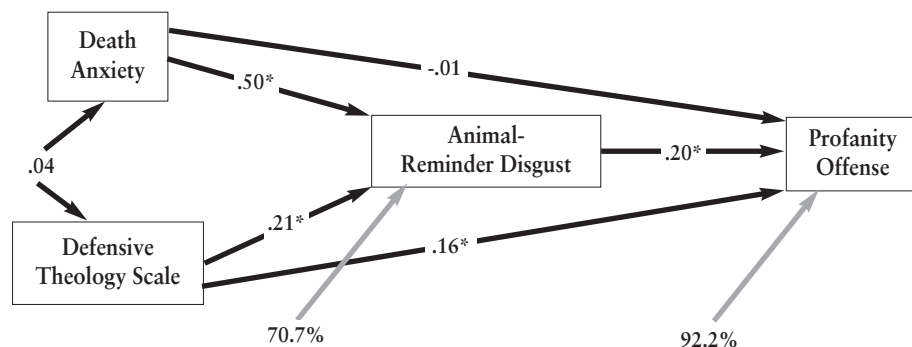 Death
Anxiety
-.01
.50*
Animal-
Reminder Disgust
Profanity
Offense
.20*
.04
.21*
Defensive
Theology Scale
.16*
70.7%
92.2%